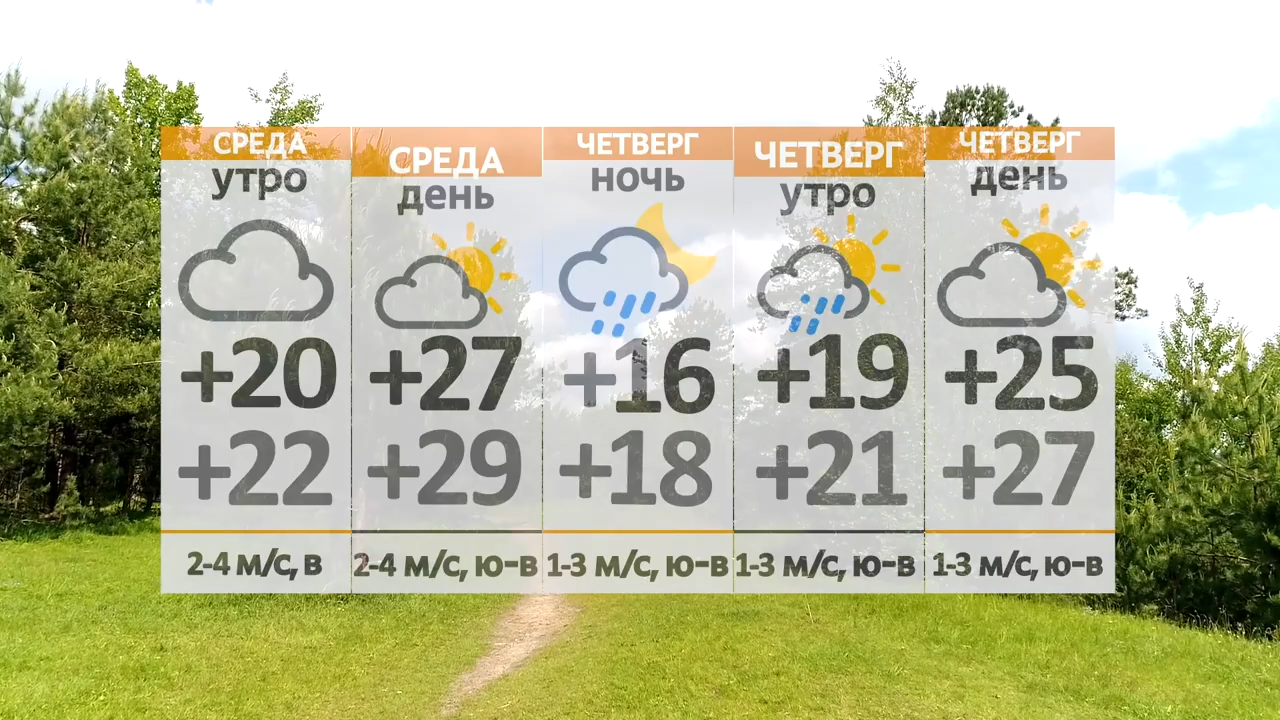 СРЕДА
утро
+20
+22
2-4 м/с, в
СРЕДА
день
+27
+29
2-4 м/с, ю-в
ЧЕТВЕРГ
ночь
+16
+18
1-3 м/с, ю-в
ЧЕТВЕРГ
утро
+19
+21
1-3 м/с, ю-в
ЧЕТВЕРГ
день
+25
+27
1-3 м/с, ю-в